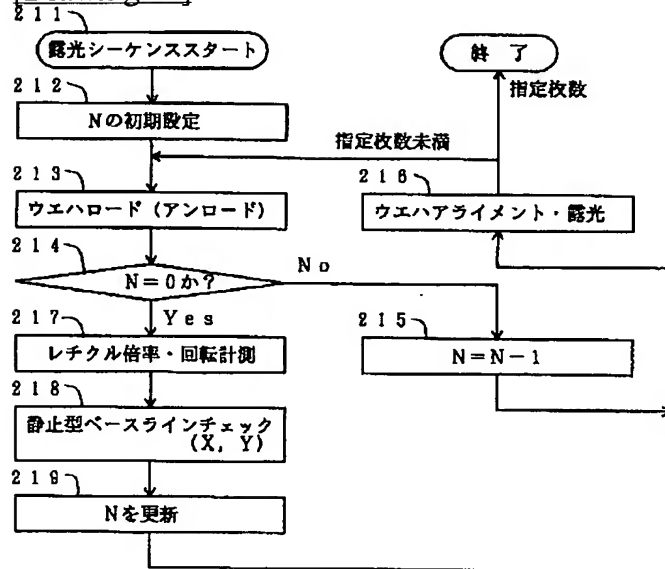 211
露光シーケンススタート
212
Nの初期設定
213
ウエハロード(アンロード)
214
N=0か?
No
Yes
217
レチクル倍率・回転計測
218
静止型ベースラインチェック
(X, Y)
219
Nを更新
終 了
指定枚数
指定枚数未満
216
ウエハアライメント・露光
215
N=N-1